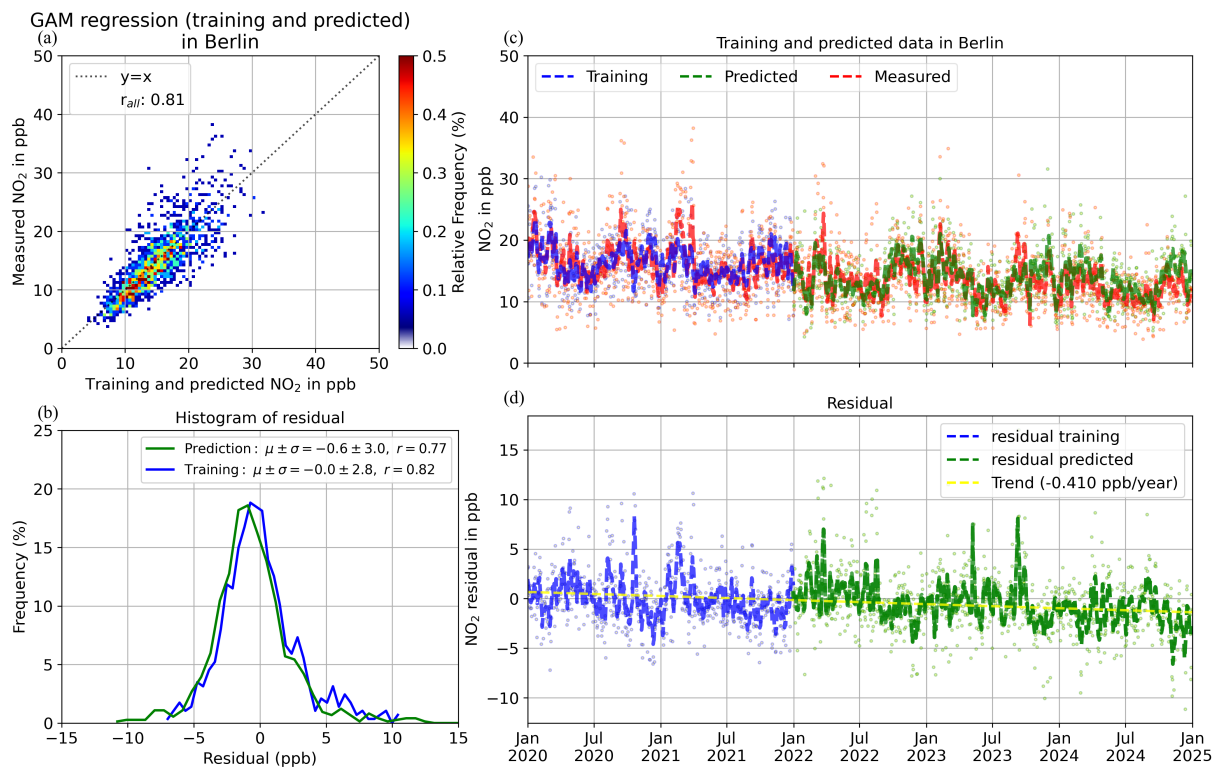 GAM regression (training and predicted)
in Berlin
(a)
50
40
30
20
10
0
Measured NO₂ in ppb
y=x
r_all: 0.81
0 10 20 30 40 50
Training and predicted NO₂ in ppb
0.5
0.4
0.3
0.2
0.1
0.0
Relative Frequency (%)
(c)
Training and predicted data in Berlin
50
40
30
20
10
0
NO₂ in ppb
Training Predicted Measured
(b)
Histogram of residual
25
20
15
10
5
0
Frequency (%)
Prediction: μ ± σ = −0.6 ± 3.0, r = 0.77
Training: μ ± σ = −0.0 ± 2.8, r = 0.82
−15 −10 −5 0 5 10 15
Residual (ppb)
(d)
Residual
15
10
5
0
−5
−10
NO₂ residual in ppb
residual training
residual predicted
Trend (-0.410 ppb/year)
Jan Jul Jan Jul Jan Jul Jan Jul Jan Jul Jan
2020 2020 2021 2021 2022 2022 2023 2023 2024 2024 2025